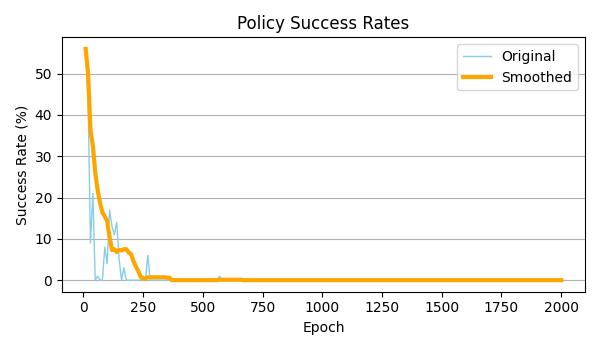 Policy Success Rates
Success Rate (%)
50
40
30
20
10
0
Original
Smoothed
0 250 500 750 1000 1250 1500 1750 2000
Epoch